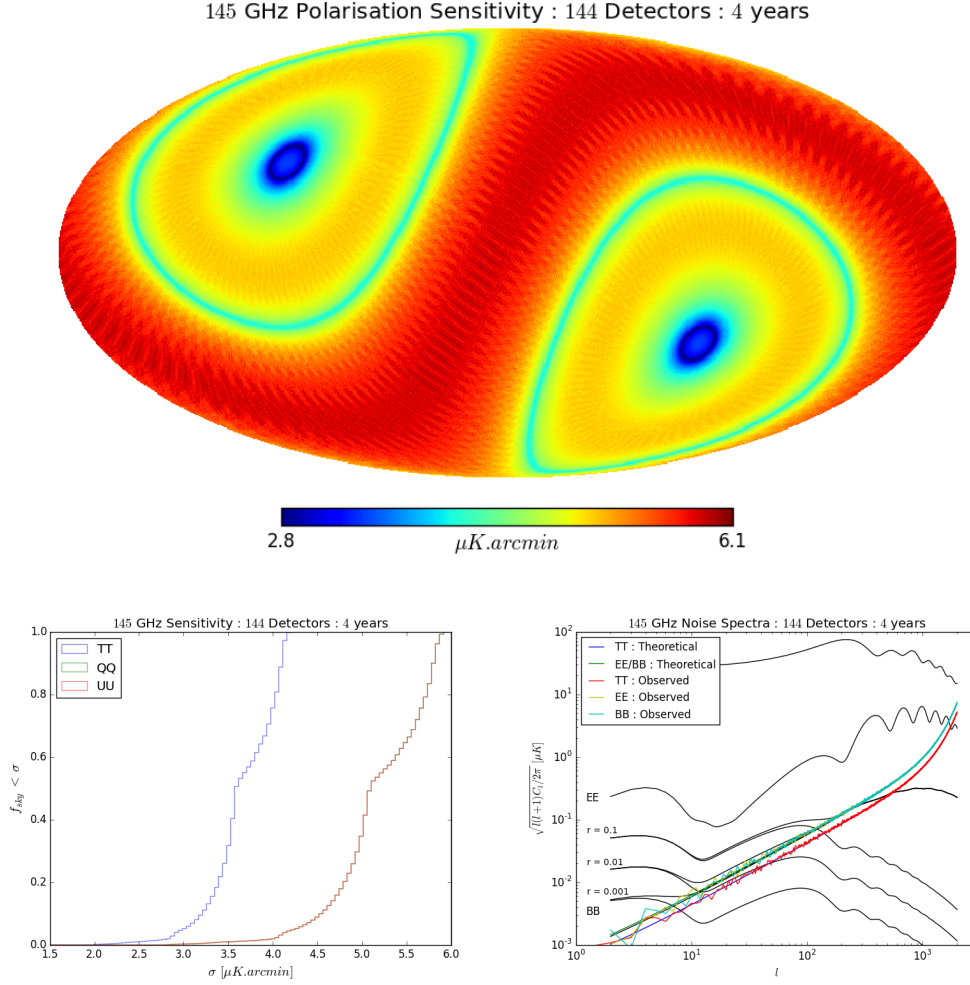 145 GHz Polarisation Sensitivity : 144 Detectors : 4 years
2.8
μK.arcmin
6.1
145 GHz Sensitivity : 144 Detectors : 4 years
TT
QQ
UU
f_sky < σ
1.0
0.8
0.6
0.4
0.2
0.0
1.5 2.0 2.5 3.0 3.5 4.0 4.5 5.0 5.5 6.0
σ [μK.arcmin]
145 GHz Noise Spectra : 144 Detectors : 4 years
TT : Theoretical
EE/BB : Theoretical
TT : Observed
EE : Observed
BB : Observed
√l(l+1)C_l/2π [μK]
10^2
10^1
10^0
10^-1
10^-2
10^-3
EE
r = 0.1
r = 0.01
r = 0.001
BB
10^0 10^1 10^2 10^3
l